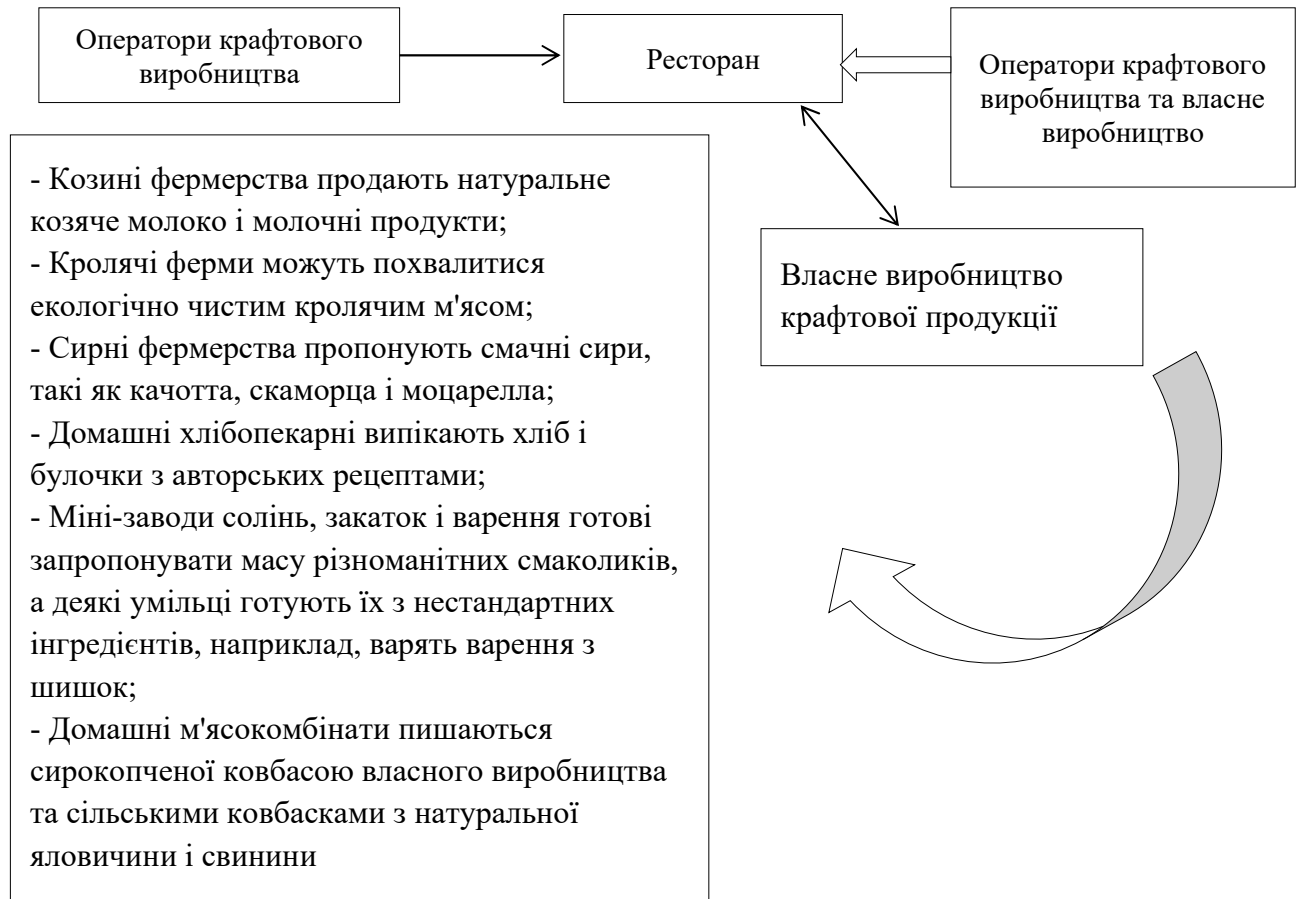 Оператори крафтового
виробництва
Ресторан
Оператори крафтового
виробництва та власне
виробництво
- Козині фермерства продають натуральне
козяче молоко і молочні продукти;
- Кролячі ферми можуть похвалитися
екологічно чистим кролячим м'ясом;
- Сирні фермерства пропонують смачні сири,
такі як качотта, скаморца і моцарелла;
- Домашні хлібопекарні випікають хліб і
булочки з авторських рецептами;
- Міні-заводи солінь, закаток і варення готові
запропонувати масу різноманітних смаколиків,
а деякі умільці готують їх з нестандартних
інгредієнтів, наприклад, варять варення з
шишок;
- Домашні м'ясокомбінати пишаються
сирокопченої ковбасою власного виробництва
та сільськими ковбасками з натуральної
яловичини і свинини
Власне виробництво
крафтової продукції